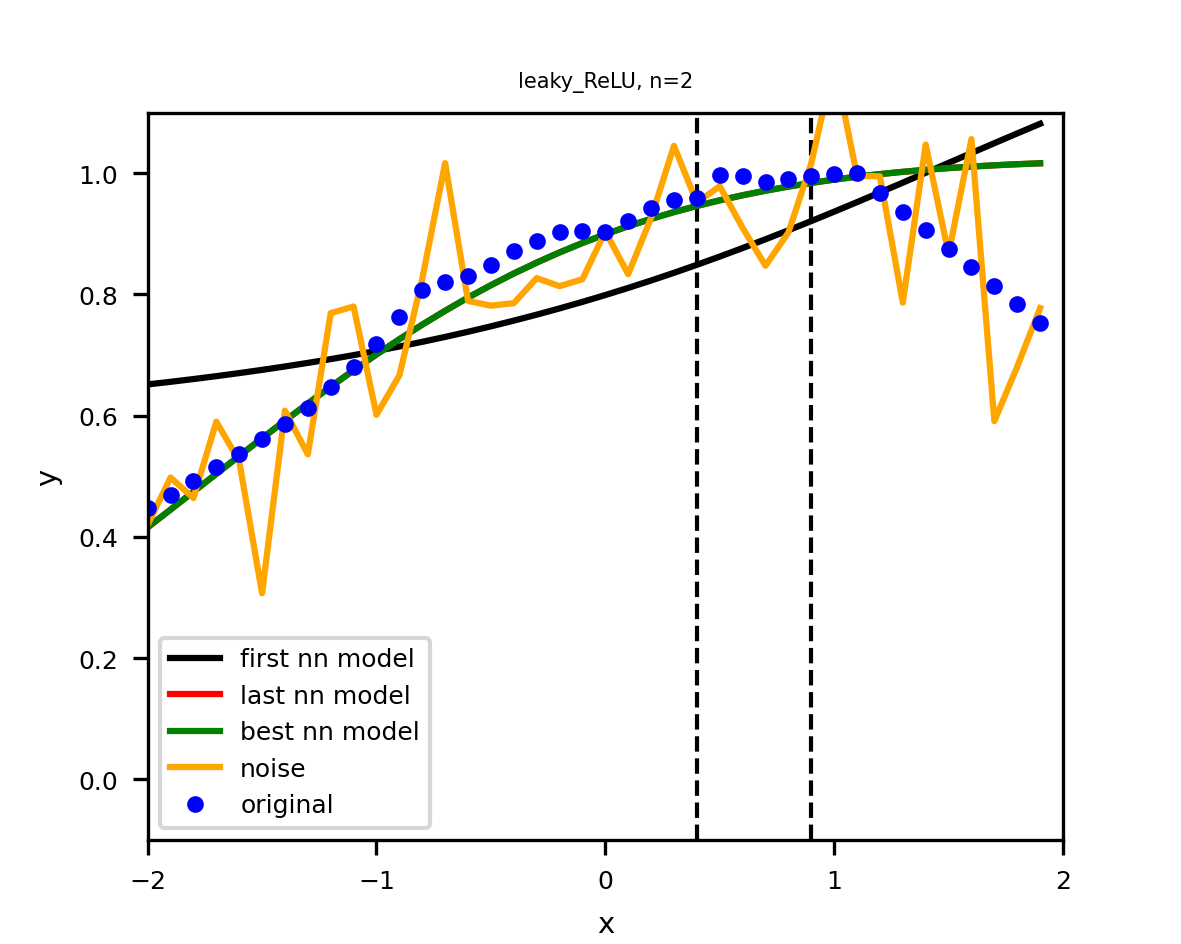 leaky_ReLU, n=2
1.0
0.8
0.6
0.4
0.2
0.0
y
first nn model
last nn model
best nn model
noise
original
−2
−1
0
1
2
x